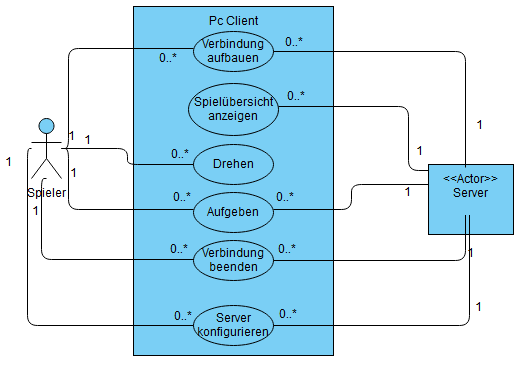 Pc Client
Verbindung
aufbauen
0..*
0..*
1
Spielübersicht
anzeigen
0..*
1
1
1
1
Drehen
0..*
1
Spieler
1
1
<<Actor>>
Server
1
Aufgeben
0..*
0..*
Verbindung
beenden
0..*
0..*
1
Server
konfigurieren
0..*
0..*
1